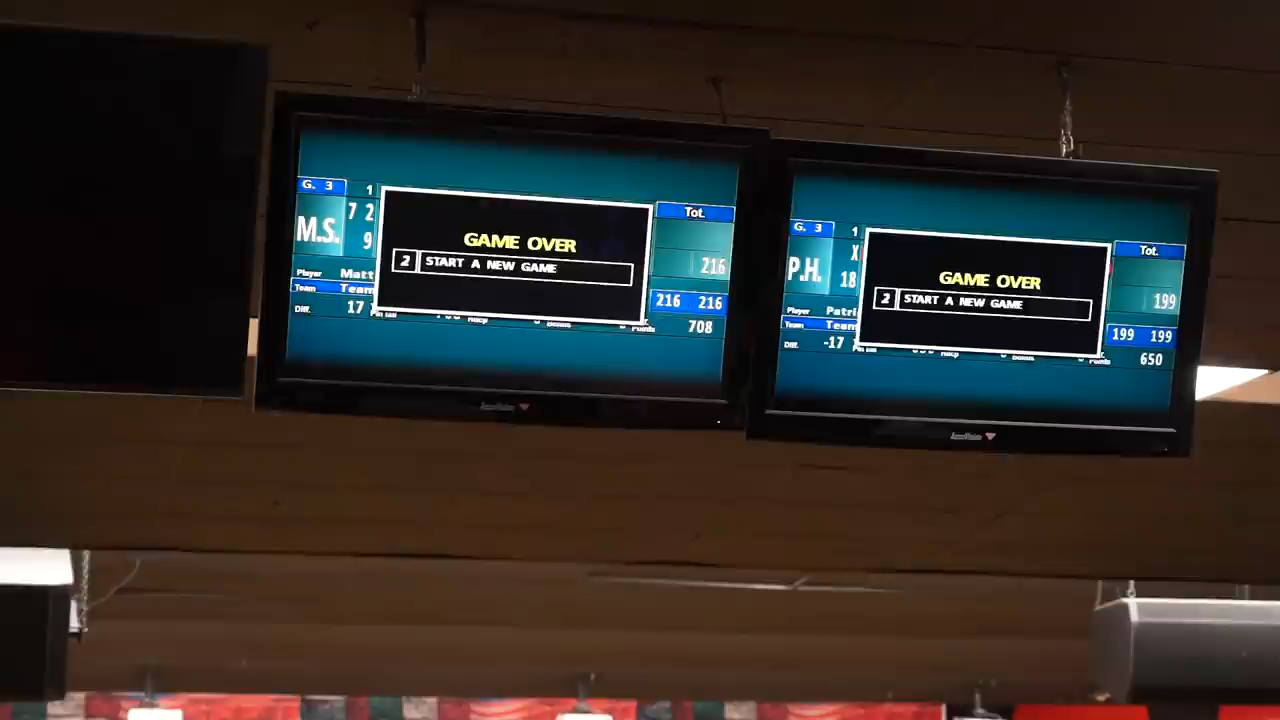 G. 3 1 Tot.
M.S. 7 2
9 216
GAME OVER
2 START A NEW GAME
Player Matt
Team Team 216 216
Diff. 17 Points 708
G. 3 1 Tot.
P.H. X
18 199
GAME OVER
2 START A NEW GAME
Player Patri
Team Team 199 199
Diff. -17 Points 650